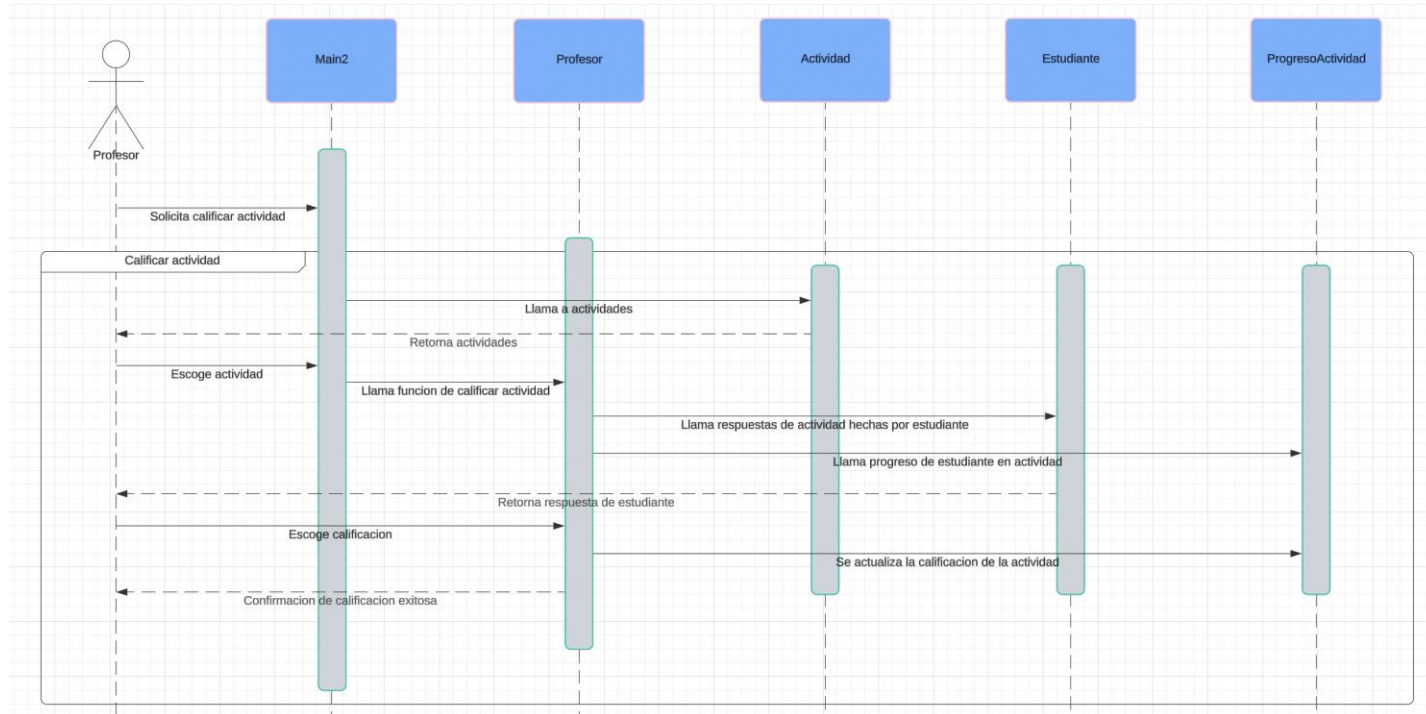 Main2
Profesor
Actividad
Estudiante
ProgresoActividad
Profesor
Solicita calificar actividad
Calificar actividad
Llama a actividades
Retorna actividades
Escoge actividad
Llama funcion de calificar actividad
Llama respuestas de actividad hechas por estudiante
Llama progreso de estudiante en actividad
Retorna respuesta de estudiante
Escoge calificacion
Se actualiza la calificacion de la actividad
Confirmacion de calificacion exitosa